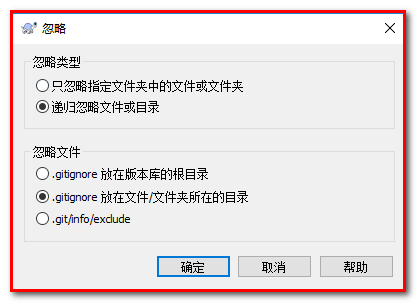 忽略
忽略类型
只忽略指定文件夹中的文件或文件夹
递归忽略文件或目录
忽略文件
.gitignore 放在版本库的根目录
.gitignore 放在文件/文件夹所在的目录
.git/info/exclude
确定 取消 帮助